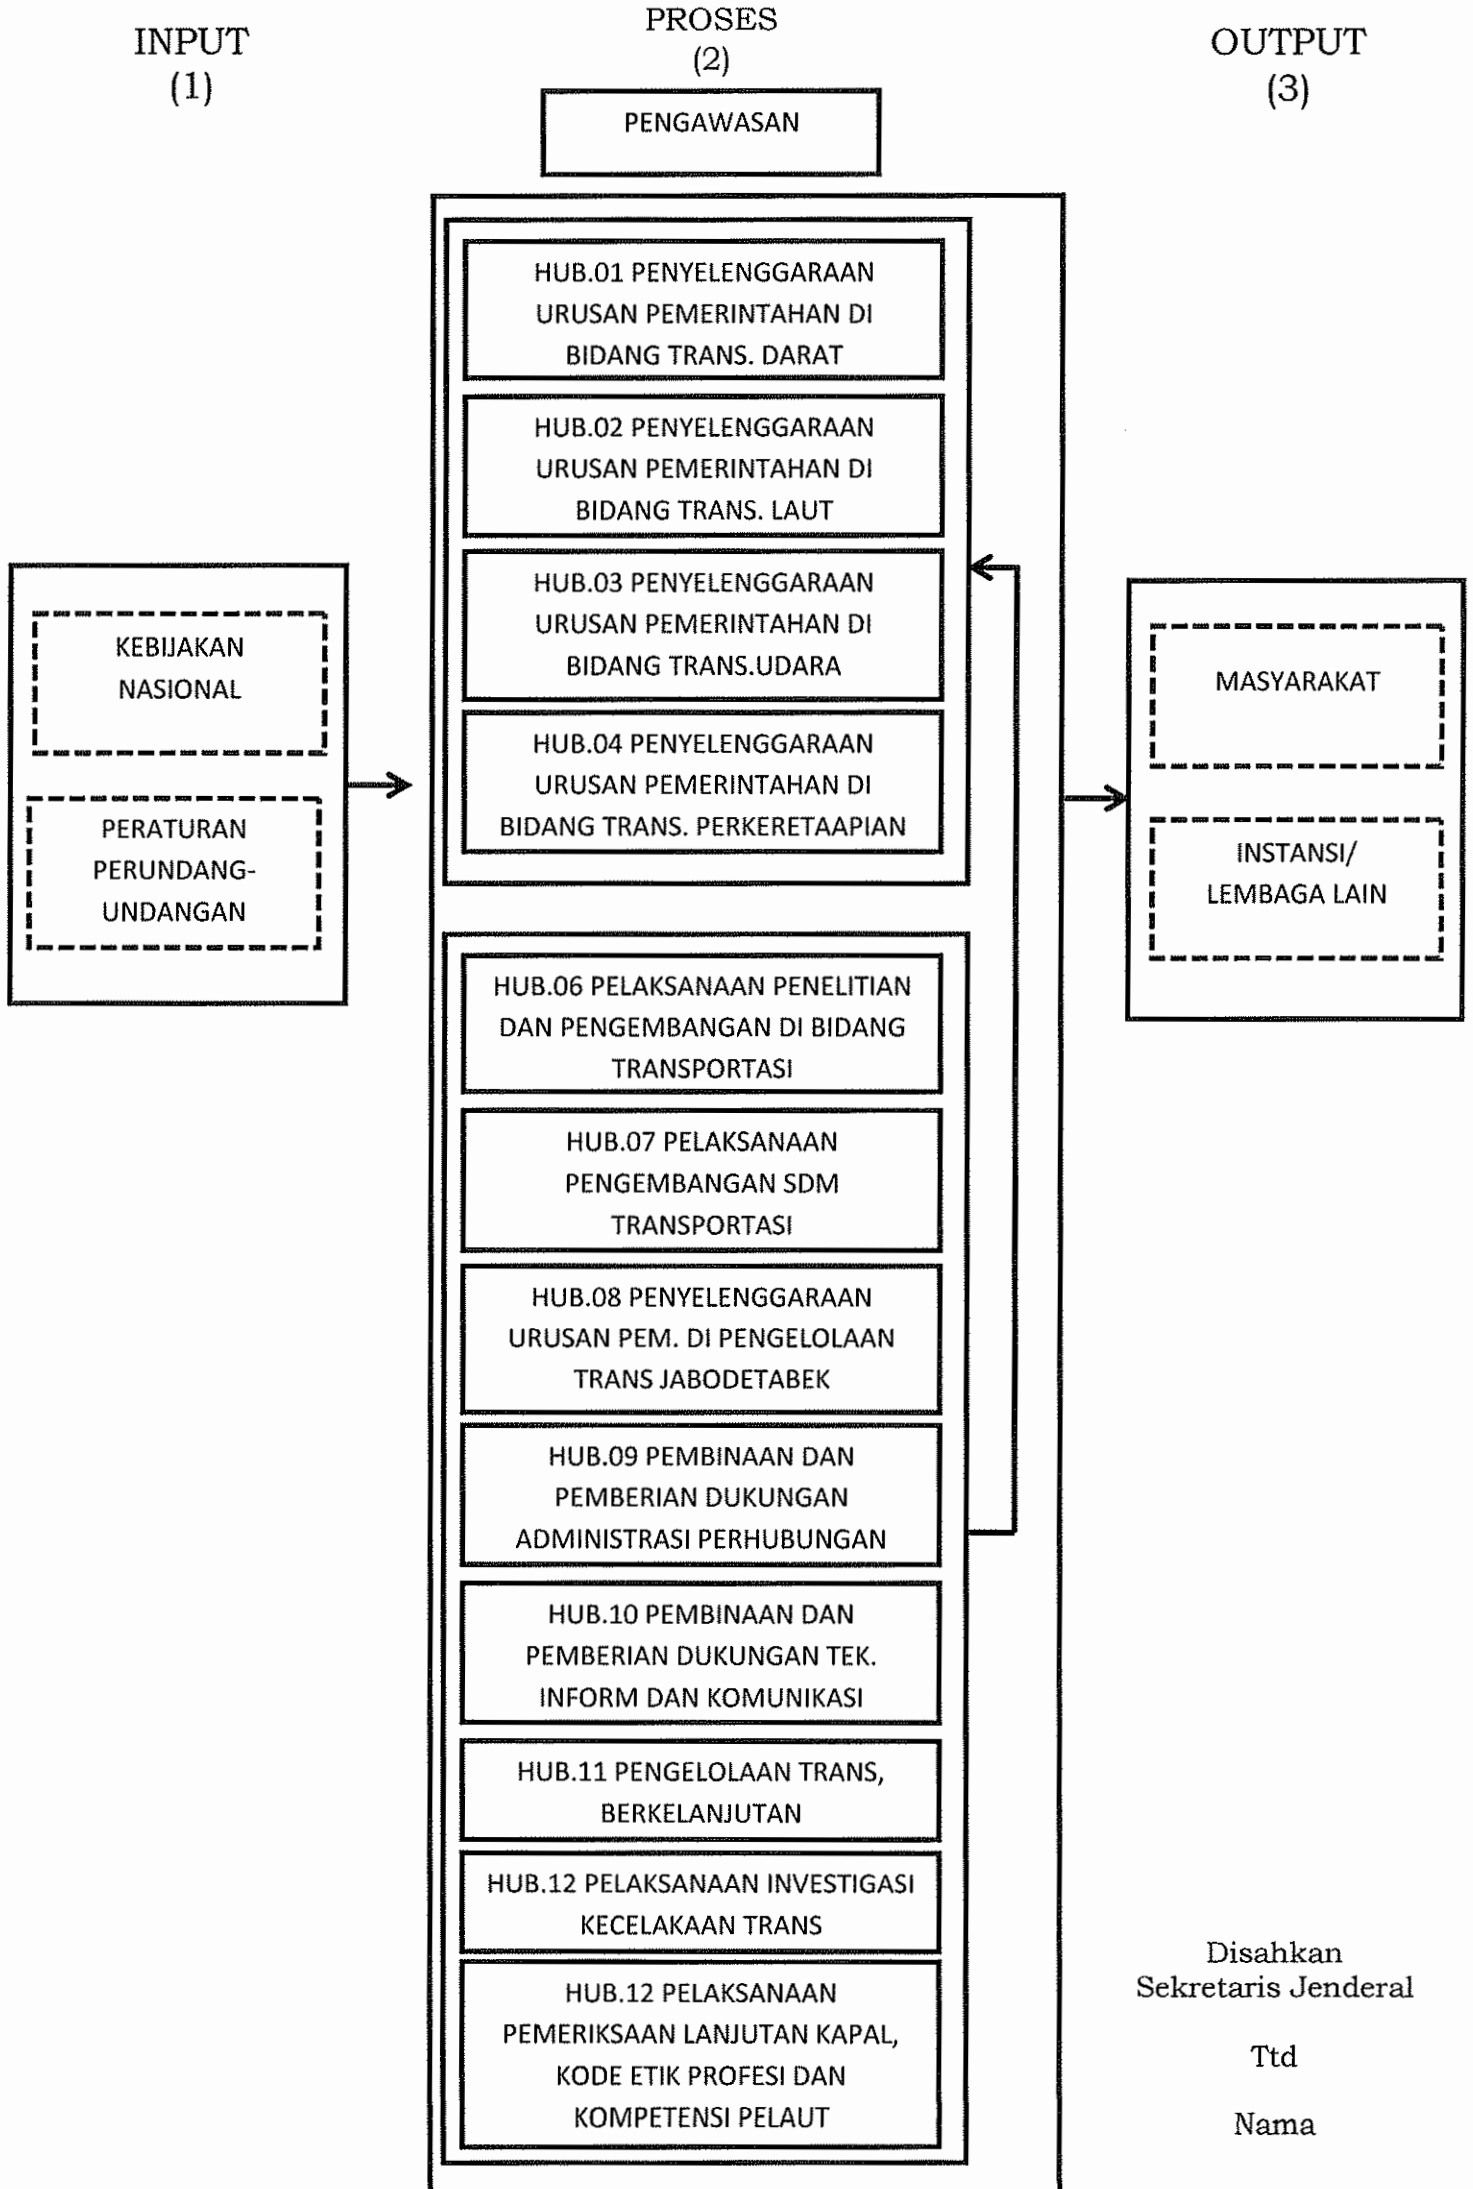 INPUT
(1)
PROSES
(2)
OUTPUT
(3)
PENGAWASAN
KEBIJAKAN
NASIONAL
PERATURAN
PERUNDANG-
UNDANGAN
HUB.01 PENYELENGGARAAN
URUSAN PEMERINTAHAN DI
BIDANG TRANS. DARAT
HUB.02 PENYELENGGARAAN
URUSAN PEMERINTAHAN DI
BIDANG TRANS. LAUT
HUB.03 PENYELENGGARAAN
URUSAN PEMERINTAHAN DI
BIDANG TRANS.UDARA
HUB.04 PENYELENGGARAAN
URUSAN PEMERINTAHAN DI
BIDANG TRANS. PERKERETAAPIAN
HUB.06 PELAKSANAAN PENELITIAN
DAN PENGEMBANGAN DI BIDANG
TRANSPORTASI
HUB.07 PELAKSANAAN
PENGEMBANGAN SDM
TRANSPORTASI
HUB.08 PENYELENGGARAAN
URUSAN PEM. DI PENGELOLAAN
TRANS JABODETABEK
HUB.09 PEMBINAAN DAN
PEMBERIAN DUKUNGAN
ADMINISTRASI PERHUBUNGAN
HUB.10 PEMBINAAN DAN
PEMBERIAN DUKUNGAN TEK.
INFORM DAN KOMUNIKASI
HUB.11 PENGELOLAAN TRANS,
BERKELANJUTAN
HUB.12 PELAKSANAAN INVESTIGASI
KECELAKAAN TRANS
HUB.12 PELAKSANAAN
PEMERIKSAAN LANJUTAN KAPAL,
KODE ETIK PROFESI DAN
KOMPETENSI PELAUT
MASYARAKAT
INSTANSI/
LEMBAGA LAIN
Disahkan
Sekretaris Jenderal
Ttd
Nama